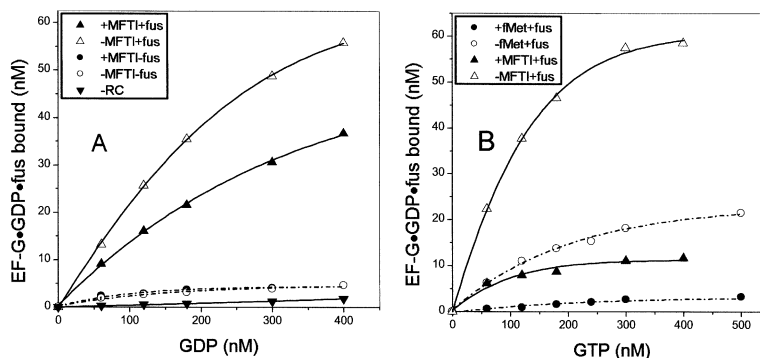 +MFTI+fus
-MFTI+fus
+MFTI-fus
-MFTI-fus
-RC
A
EF-G●GDP●fus bound (nM)
60
50
40
30
20
10
0
0 100 200 300 400 500
GDP (nM)
+fMet+fus
-fMet+fus
+MFTI+fus
-MFTI+fus
B
EF-G●GDP●fus bound (nM)
60
50
40
30
20
10
0
0 100 200 300 400 500
GTP (nM)